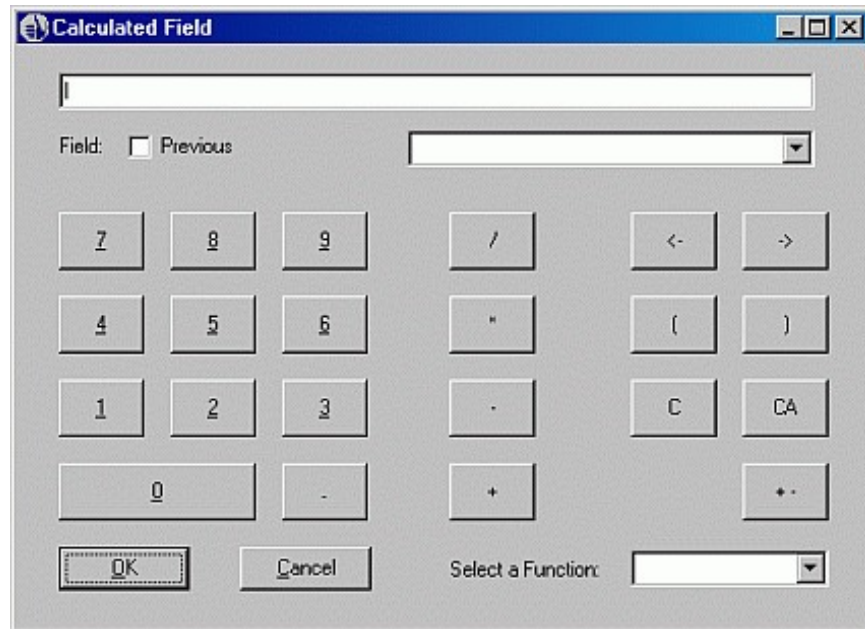 Calculated Field
Field: Previous
7 8 9 / <- ->
4 5 6 * ( )
1 2 3 - C CA
0 . + + -
OK Cancel Select a Function: